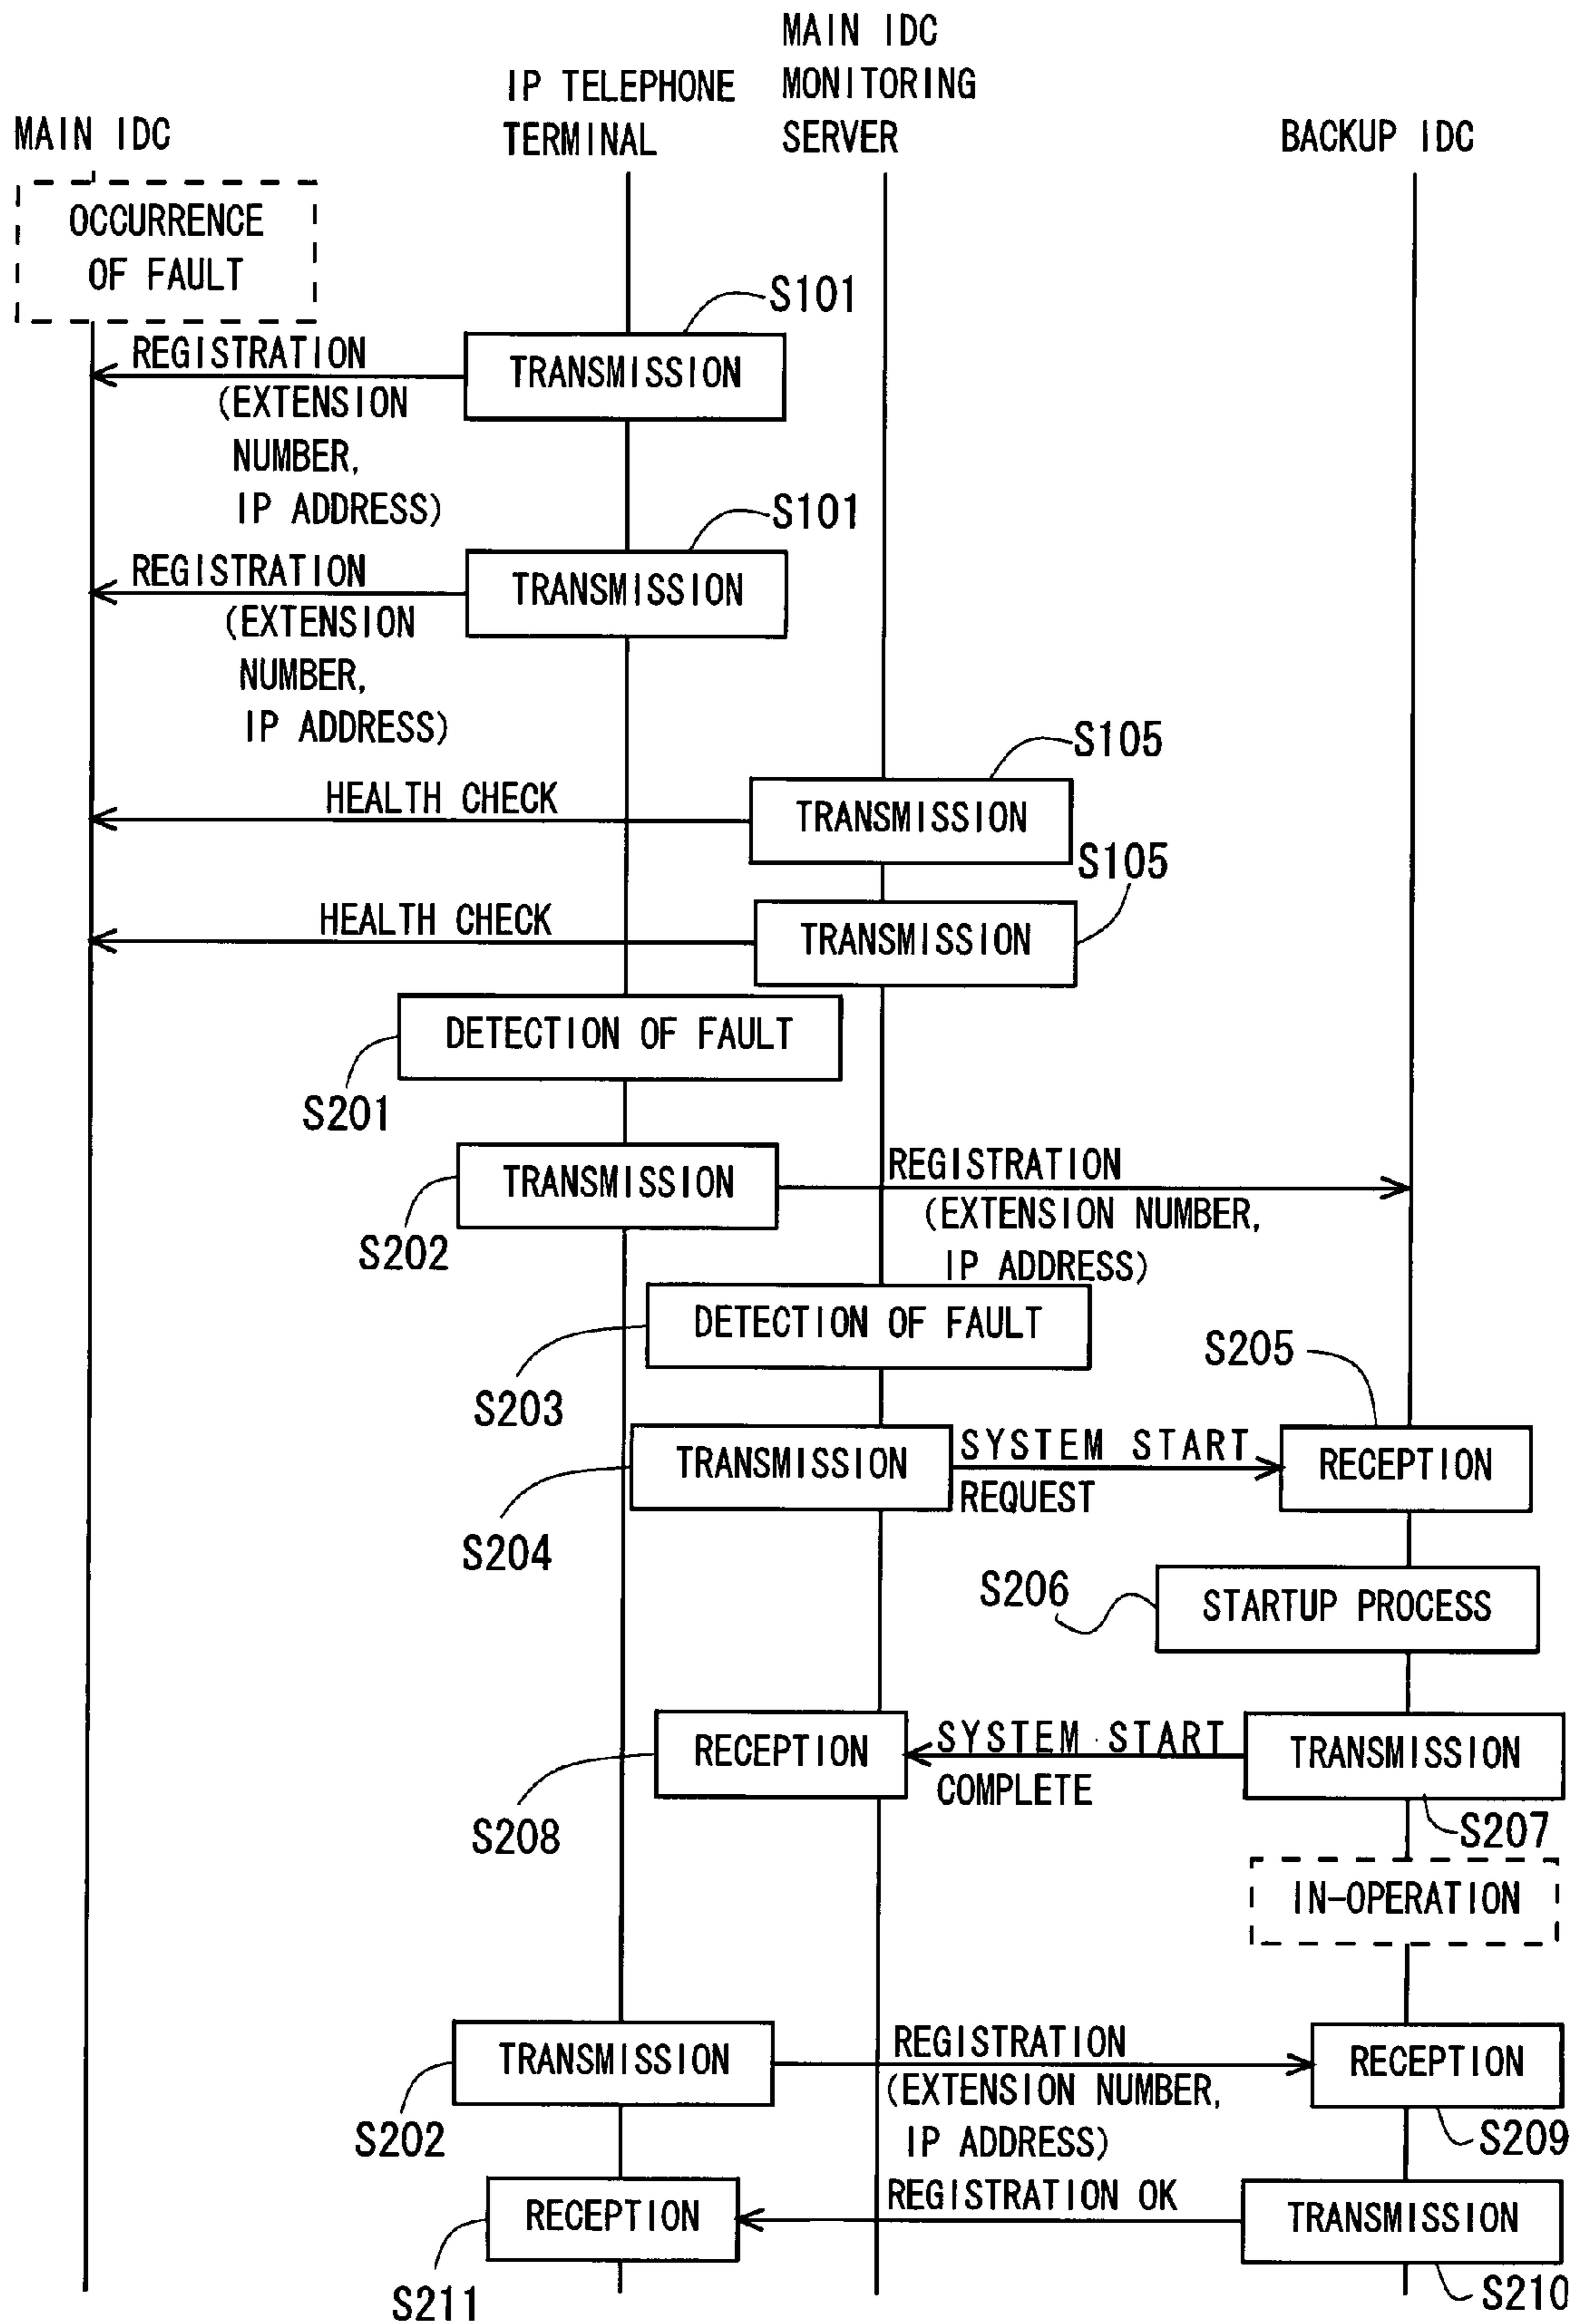 MAIN IDC
IP TELEPHONE
TERMINAL
MAIN IDC
MONITORING
SERVER
BACKUP IDC
OCCURRENCE
OF FAULT
S101
REGISTRATION
TRANSMISSION
(EXTENSION
NUMBER,
IP ADDRESS)
S101
REGISTRATION
TRANSMISSION
(EXTENSION
NUMBER,
IP ADDRESS)
S105
HEALTH CHECK
TRANSMISSION
S105
HEALTH CHECK
TRANSMISSION
DETECTION OF FAULT
S201
TRANSMISSION
REGISTRATION
(EXTENSION NUMBER,
IP ADDRESS)
S202
DETECTION OF FAULT
S203
S205
TRANSMISSION
SYSTEM START
REQUEST
RECEPTION
S204
S206
STARTUP PROCESS
RECEPTION
SYSTEM START
COMPLETE
TRANSMISSION
S208
S207
IN-OPERATION
TRANSMISSION
REGISTRATION
(EXTENSION NUMBER,
IP ADDRESS)
RECEPTION
S202
S209
RECEPTION
REGISTRATION OK
TRANSMISSION
S211
S210